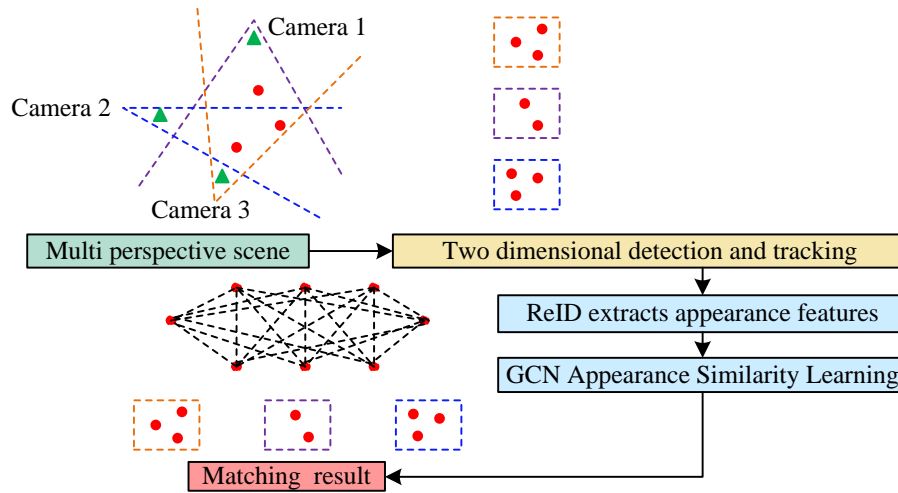 Camera 1
Camera 2
Camera 3
Multi perspective scene
Two dimensional detection and tracking
ReID extracts appearance features
GCN Appearance Similarity Learning
Matching result